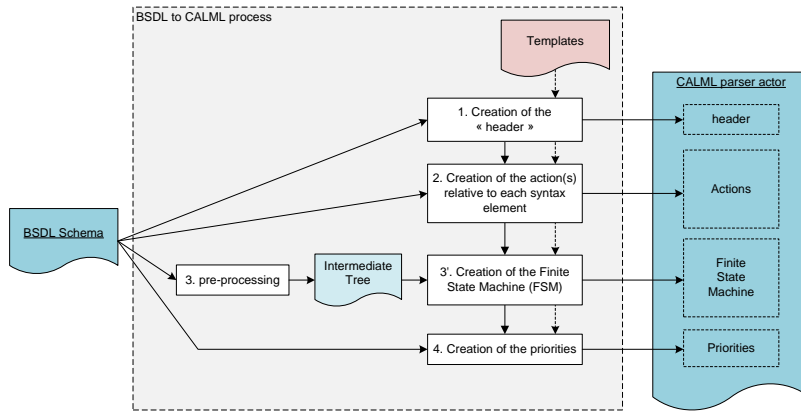 BSDL to CALML process
Templates
CALML parser actor
1. Creation of the
« header »
header
2. Creation of the action(s)
relative to each syntax
element
Actions
BSDL Schema
3. pre-processing
Intermediate
Tree
3'. Creation of the Finite
State Machine (FSM)
Finite
State
Machine
4. Creation of the priorities
Priorities